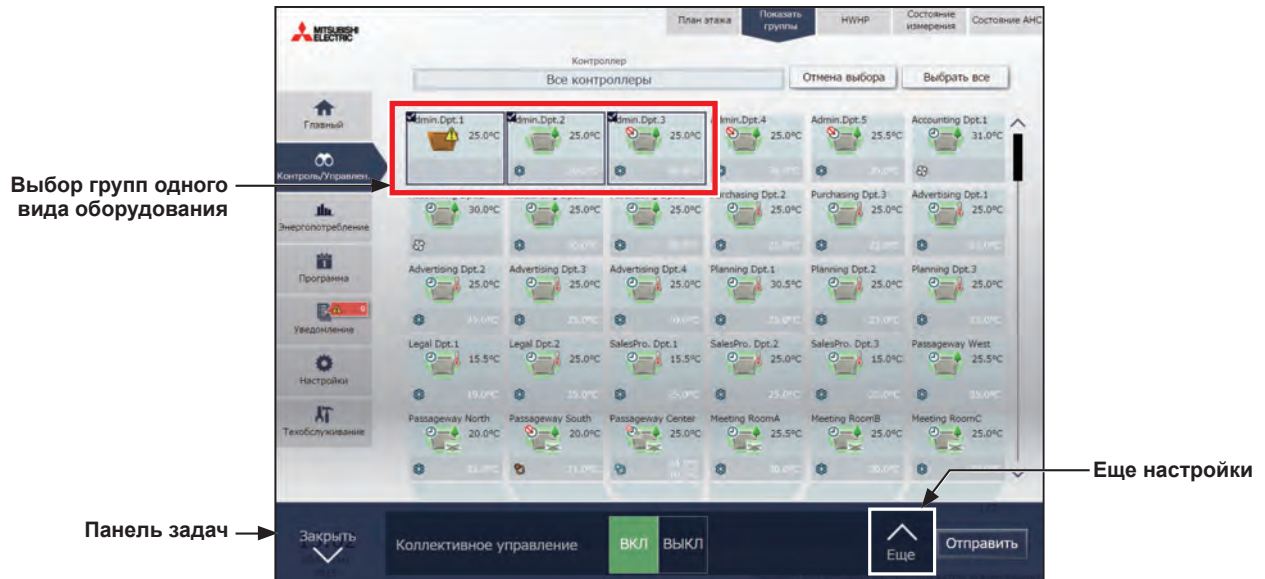 MITSUBISHI
ELECTRIC
План этажа
Показать
группы
HWHP
Состояние
измерения
Состояние АНС
Контроллер
Все контроллеры
Отмена выбора
Выбрать все
Главный
Контроль/Управлен.
Энергопотребление
Программа
Уведомление
Настройки
Техобслуживание
dmin.Dpt.1
25.0°C
dmin.Dpt.2
25.0°C
dmin.Dpt.3
25.0°C
dmin.Dpt.4
25.0°C
Admin.Dpt.5
25.5°C
Accounting Dpt.1
31.0°C
30.0°C
25.0°C
25.0°C
rchasing Dpt.2
25.0°C
Purchasing Dpt.3
25.0°C
Advertising Dpt.1
25.0°C
Advertising Dpt.2
25.0°C
Advertising Dpt.3
25.0°C
Advertising Dpt.4
25.0°C
Planning Dpt.1
30.5°C
Planning Dpt.2
25.0°C
Planning Dpt.3
25.0°C
Legal Dpt.1
15.5°C
Legal Dpt.2
25.0°C
SalesPro. Dpt.1
15.5°C
SalesPro. Dpt.2
25.0°C
SalesPro. Dpt.3
15.0°C
Passageway West
25.5°C
Passageway North
20.0°C
Passageway South
20.0°C
Passageway Center
25.0°C
Meeting RoomA
25.5°C
Meeting RoomB
25.0°C
Meeting RoomC
25.0°C
Выбор групп одного
вида оборудования
Еще настройки
Панель задач
Закрыть
Коллективное управление
ВКЛ
ВЫКЛ
Еще
Отправить